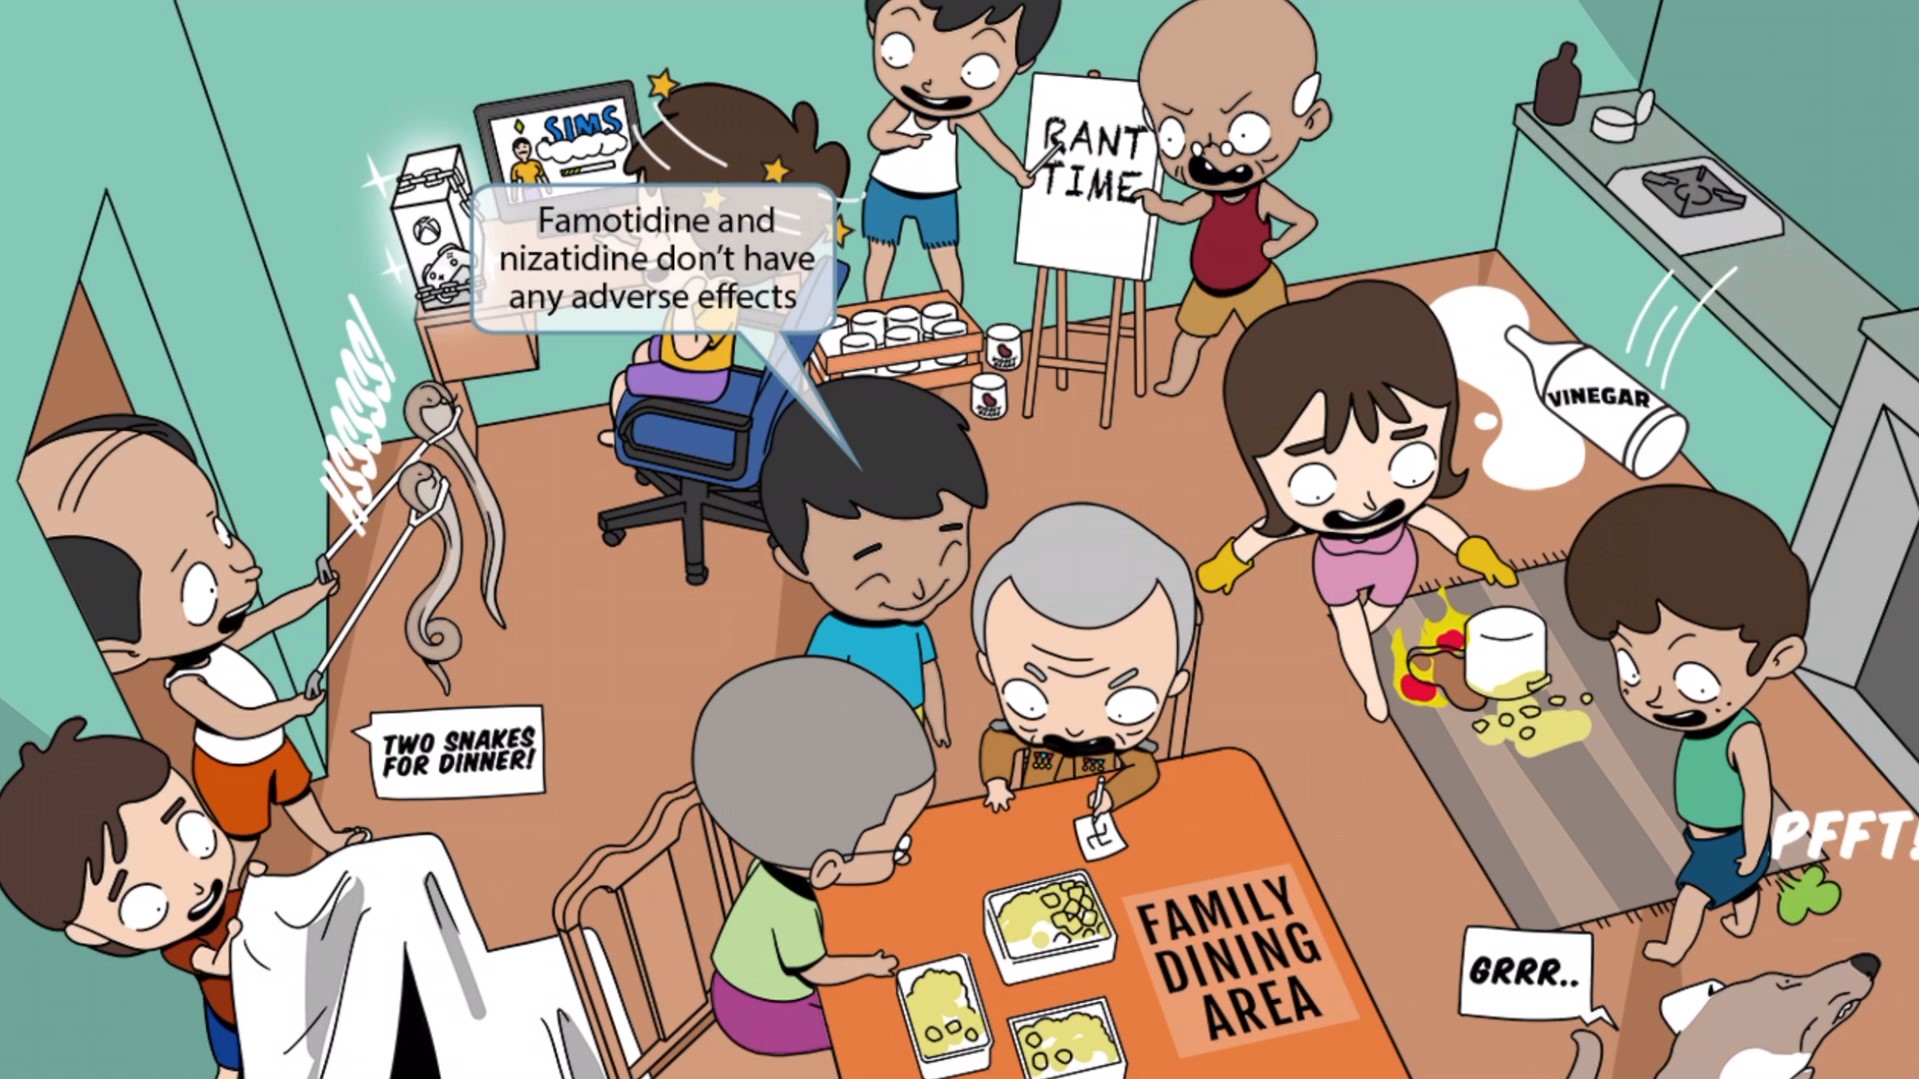 SIMS
RANT
TIME
Famotidine and
nizatidine don't have
any adverse effects
HSSSSS!
VINEGAR
TWO SNAKES
FOR DINNER!
PFFT!
FAMILY
DINING
AREA
GRRR..